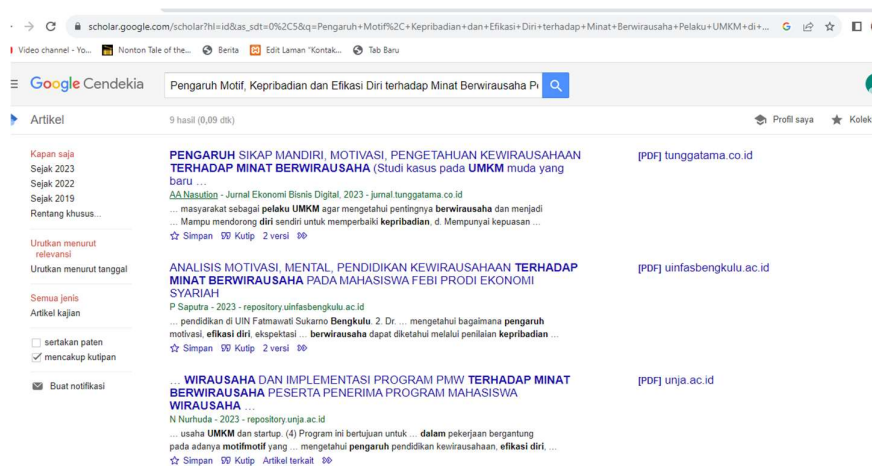 scholar.google.com/scholar?hl=id&as_sdt=0%2C5&q=Pengaruh+Motif%2C+Kepribadian+dan+Efikasi+Diri+terhadap+Minat+Berwirausaha+Pelaku+UMKM+di+...
Video channel - Yo... Nonton Tale of the... Berita Edit Laman "Kontak... Tab Baru
Google Cendekia
Pengaruh Motif, Kepribadian dan Efikasi Diri terhadap Minat Berwirausaha P
Artikel
9 hasil (0,09 dtk)
Profil saya
Kolek
Kapan saja
Sejak 2023
Sejak 2022
Sejak 2019
Rentang khusus...
Urutkan menurut
relevansi
Urutkan menurut tanggal
Semua jenis
Artikel kajian
sertakan paten
mencakup kutipan
Buat notifikasi
PENGARUH SIKAP MANDIRI, MOTIVASI, PENGETAHUAN KEWIRAUSAHAAN
TERHADAP MINAT BERWIRAUSAHA (Studi kasus pada UMKM muda yang
baru ...
AA Nasution - Jurnal Ekonomi Bisnis Digital, 2023 - jurnal.tunggatama.co.id
... masyarakat sebagai pelaku UMKM agar mengetahui pentingnya berwirausaha dan menjadi
... Mampu mendorong diri sendiri untuk memperbaiki kepribadian, d. Mempunyai kepuasan ...
Simpan Kutip 2 versi
[PDF] tunggatama.co.id
ANALISIS MOTIVASI, MENTAL, PENDIDIKAN KEWIRAUSAHAAN TERHADAP
MINAT BERWIRAUSAHA PADA MAHASISWA FEBI PRODI EKONOMI
SYARIAH
P Saputra - 2023 - repository.uinfasbengkulu.ac.id
... pendidikan di UIN Fatmawati Sukarno Bengkulu. 2. Dr. ... mengetahui bagaimana pengaruh
motivasi, efikasi diri, ekspektasi ... berwirausaha dapat diketahui melalui penilaian kepribadian ...
Simpan Kutip 2 versi
[PDF] uinfasbengkulu.ac.id
... WIRAUSAHA DAN IMPLEMENTASI PROGRAM PMW TERHADAP MINAT
BERWIRAUSAHA PESERTA PENERIMA PROGRAM MAHASISWA
WIRAUSAHA ...
N Nurhuda - 2023 - repository.unja.ac.id
... usaha UMKM dan startup. (4) Program ini bertujuan untuk ... dalam pekerjaan bergantung
pada adanya motifmotif yang ... mengetahui pengaruh pendidikan kewirausahaan, efikasi diri, ...
Simpan Kutip Artikel terkait
[PDF] unja.ac.id